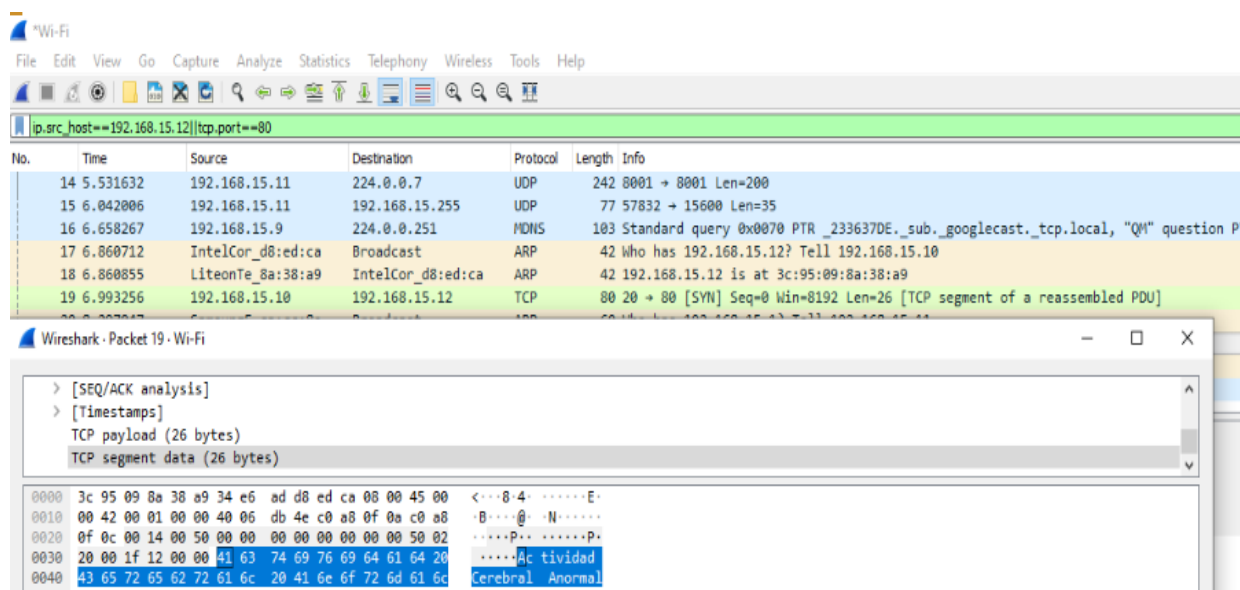 *Wi-Fi
File Edit View Go Capture Analyze Statistics Telephony Wireless Tools Help
ip.src_host==192.168.15.12||tcp.port==80
No. Time Source Destination Protocol Length Info
14 5.531632 192.168.15.11 224.0.0.7 UDP 242 8001 → 8001 Len=200
15 6.042006 192.168.15.11 192.168.15.255 UDP 77 57832 → 15600 Len=35
16 6.658267 192.168.15.9 224.0.0.251 MDNS 103 Standard query 0x0070 PTR _233637DE._sub._googlecast._tcp.local, "QM" question P
17 6.860712 IntelCor_d8:ed:ca Broadcast ARP 42 Who has 192.168.15.12? Tell 192.168.15.10
18 6.860855 LiteonTe_8a:38:a9 IntelCor_d8:ed:ca ARP 42 192.168.15.12 is at 3c:95:09:8a:38:a9
19 6.993256 192.168.15.10 192.168.15.12 TCP 80 20 → 80 [SYN] Seq=0 Win=8192 Len=26 [TCP segment of a reassembled PDU]
Wireshark · Packet 19 · Wi-Fi
> [SEQ/ACK analysis]
> [Timestamps]
TCP payload (26 bytes)
TCP segment data (26 bytes)
0000 3c 95 09 8a 38 a9 34 e6 ad d8 ed ca 08 00 45 00 <···8·4· ······E·
0010 00 42 00 01 00 00 40 06 db 4e c0 a8 0f 0a c0 a8 ·B····@· ·N······
0020 0f 0c 00 14 00 50 00 00 00 00 00 00 00 00 50 02 ·····P·· ······P·
0030 20 00 1f 12 00 00 41 63 74 69 76 69 64 61 64 20 ·····Ac tividad
0040 43 65 72 65 62 72 61 6c 20 41 6e 6f 72 6d 61 6c Cerebral Anormal